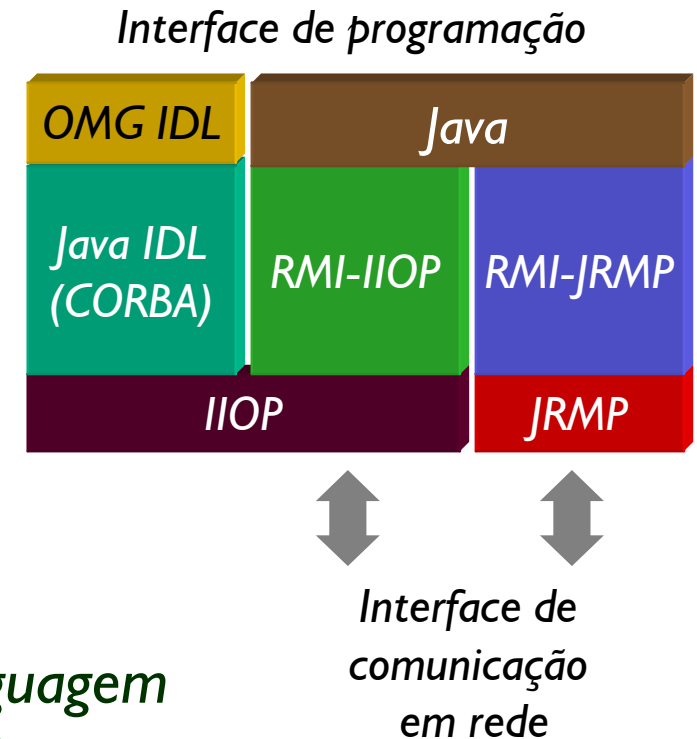 Interface de programação
OMG IDL
Java
Java IDL
(CORBA)
RMI-IIOP
RMI-JRMP
IIOP
JRMP
Interface de
comunicação
em rede
guagem